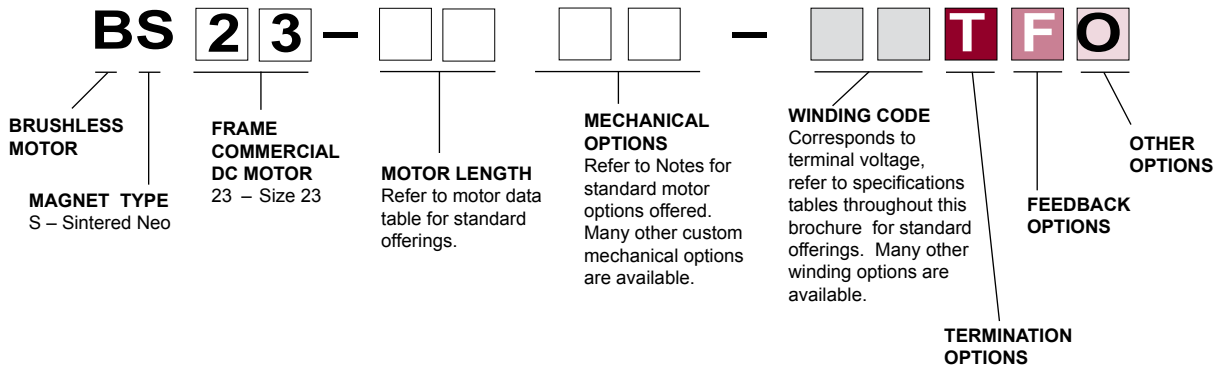 BS 23 – – T F O
BRUSHLESS
MOTOR
MAGNET TYPE
S – Sintered Neo
FRAME
COMMERCIAL
DC MOTOR
23 – Size 23
MOTOR LENGTH
Refer to motor data
table for standard
offerings.
MECHANICAL
OPTIONS
Refer to Notes for
standard motor
options offered.
Many other custom
mechanical options
are available.
WINDING CODE
Corresponds to
terminal voltage,
refer to specifications
tables throughout this
brochure for standard
offerings. Many other
winding options are
available.
TERMINATION
OPTIONS
FEEDBACK
OPTIONS
OTHER
OPTIONS